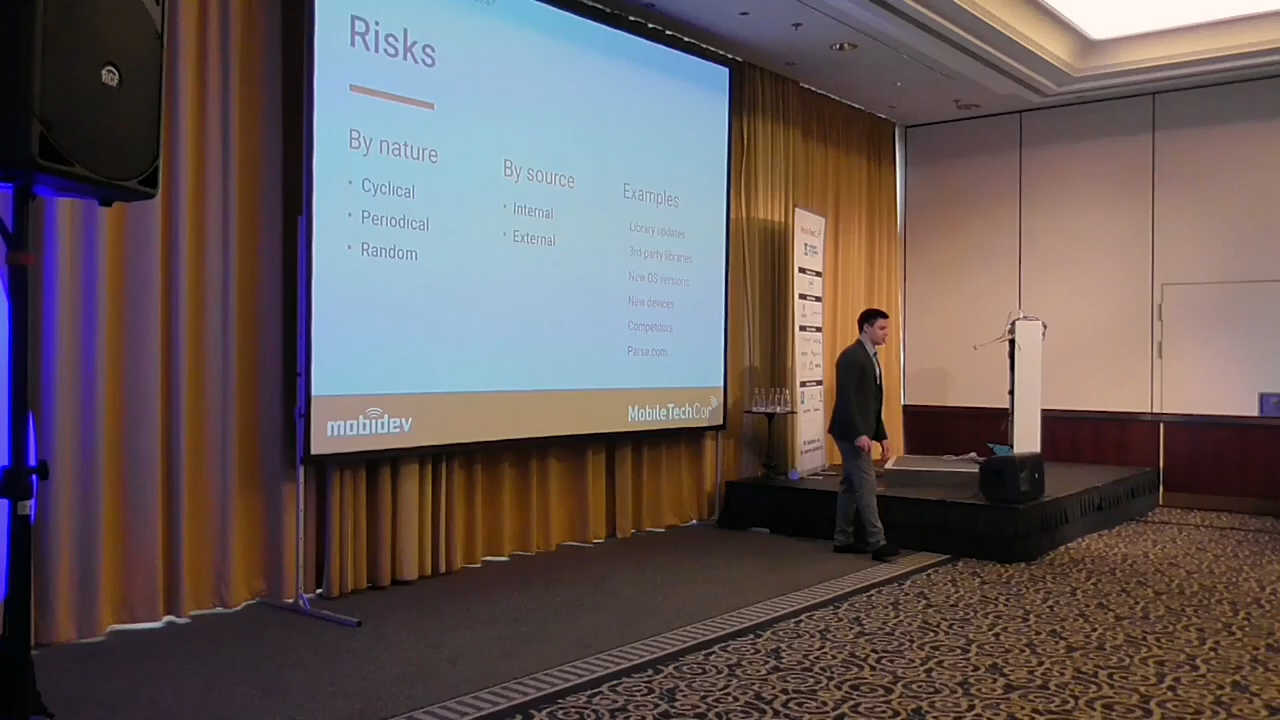 Risks
By nature
Cyclical
Periodical
Random
By source
Internal
External
Examples
Library updates
3rd-party libraries
New OS versions
New devices
Competitors
Parse.com
mobidev
MobileTechCon
RCF